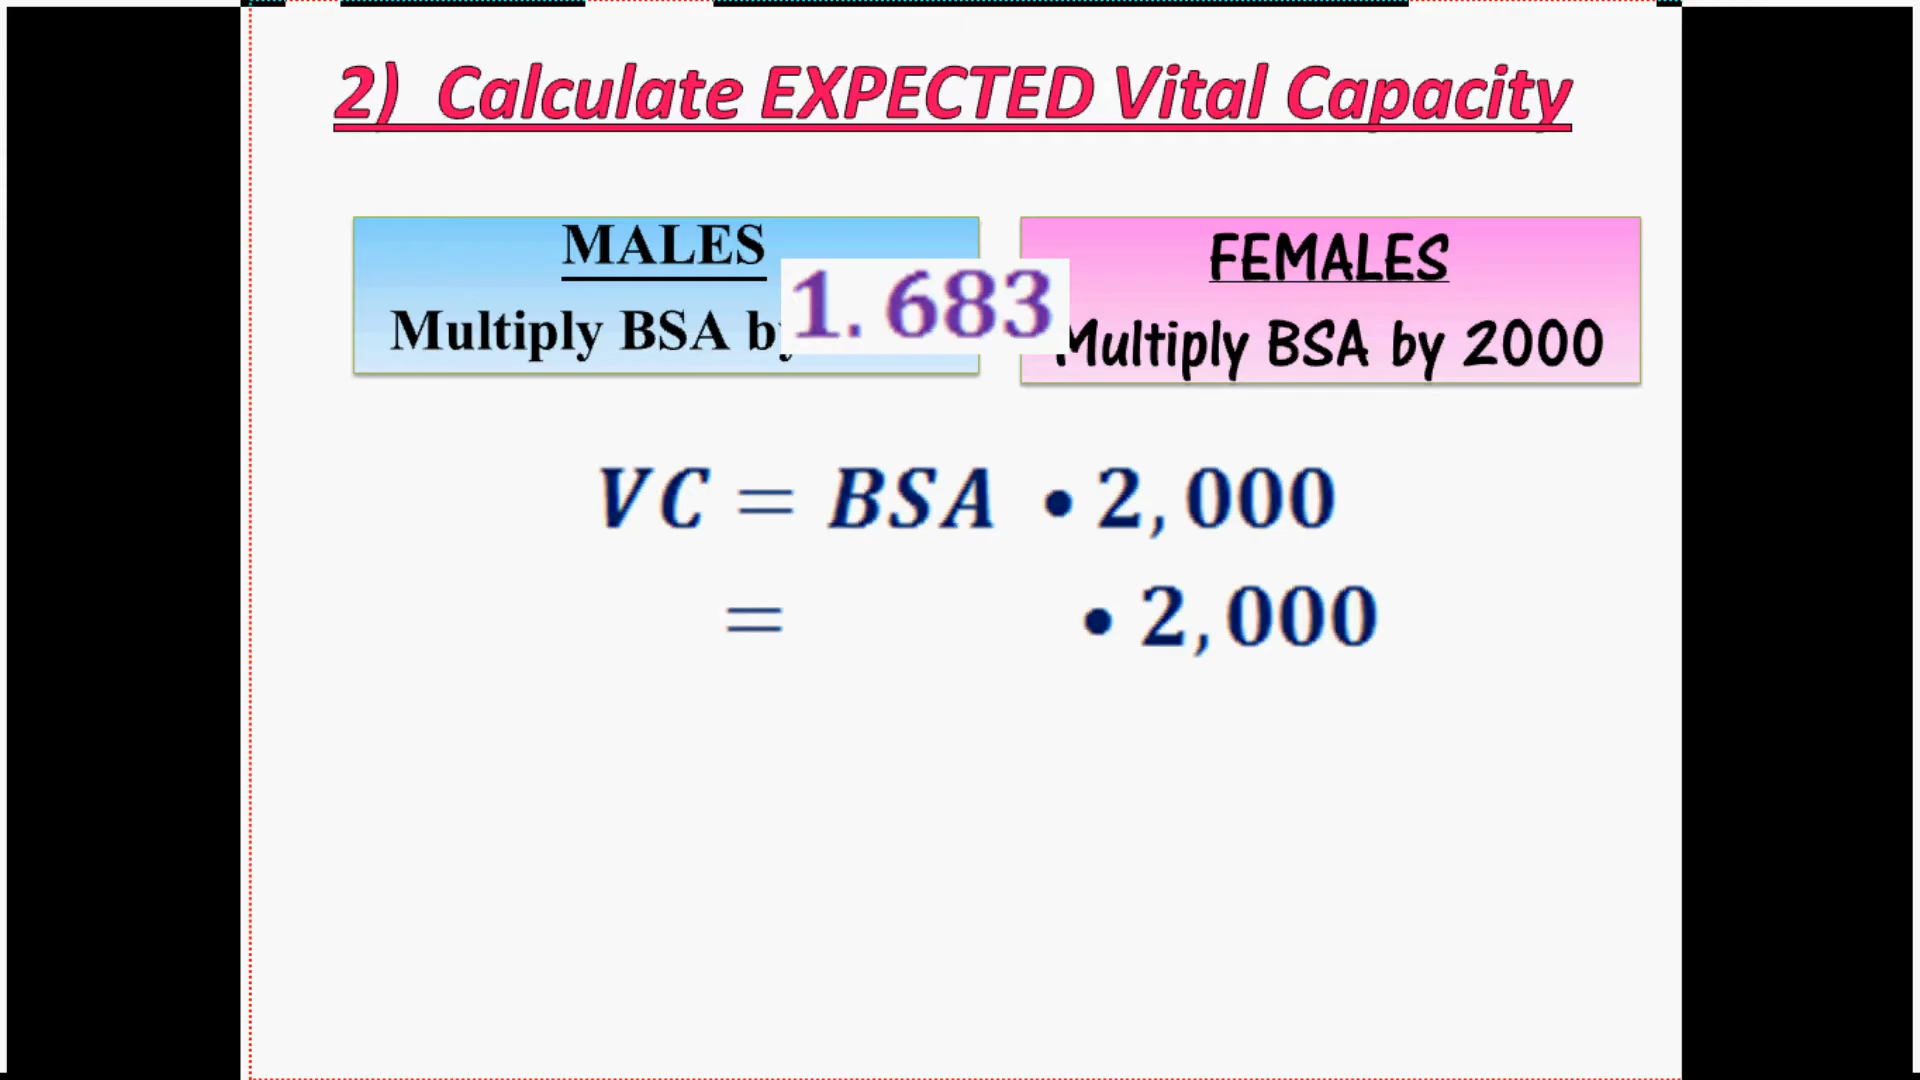 2) Calculate EXPECTED Vital Capacity
MALES
Multiply BSA by
1.683
FEMALES
Multiply BSA by 2000
VC = BSA • 2,000
= • 2,000